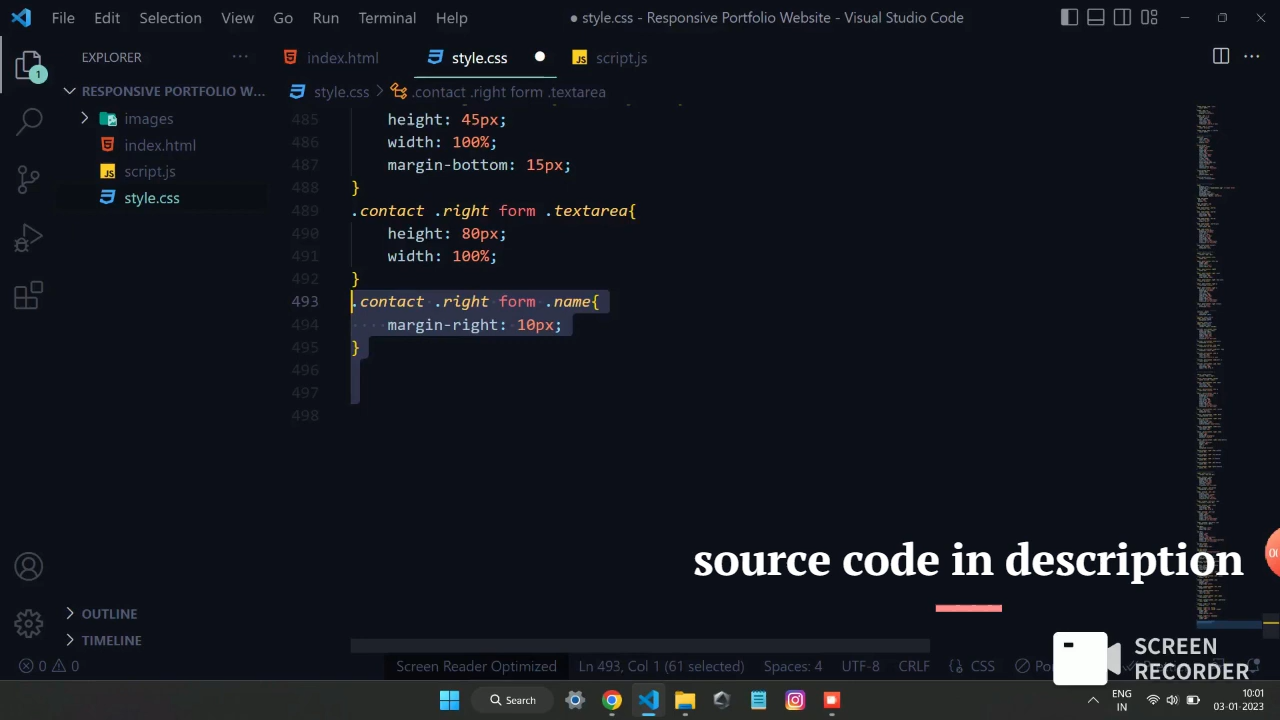 File Edit Selection View Go Run Terminal Help
● style.css - Responsive Portfolio Website - Visual Studio Code
EXPLORER ···
index.html
style.css
JS script.js
RESPONSIVE PORTFOLIO W...
style.css > .contact .right form .textarea
images
index.html
JS script.js
style.css
1
485 height: 45px;
486 width: 100%;
487 margin-bottom: 15px;
488 }
489 .contact .right form .textarea{
490 height: 80px;
491 width: 100%;
492 }
493 .contact .right form .name{
494 margin-right: 10px;
495 }
496
497
498
source code in description
OUTLINE
TIMELINE
SCREEN
RECORDER
0 0
Screen Reader Optimized
Ln 493, Col 1 (61 selected)
Spaces: 4
UTF-8
CRLF
CSS
Search
ENG
IN
10:01
03-01-2023